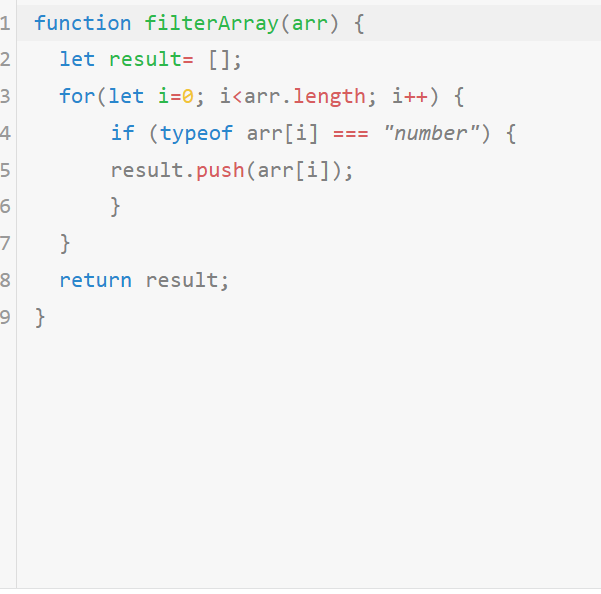 1 function filterArray(arr) {
2   let result= [];
3   for(let i=0; i<arr.length; i++) {
4       if (typeof arr[i] === "number") {
5       result.push(arr[i]);
6       }
7   }
8   return result;
9 }